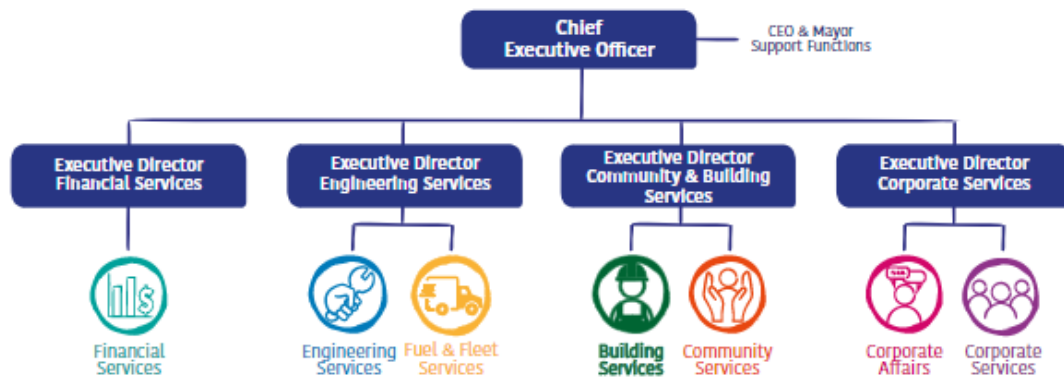 Chief
Executive Officer
CEO & Mayor
Support Functions
Executive Director
Financial Services
Executive Director
Engineering Services
Executive Director
Community & Building
Services
Executive Director
Corporate Services
$
Financial
Services
Engineering
Services
Fuel & Fleet
Services
Building
Services
Community
Services
Corporate
Affairs
Corporate
Services